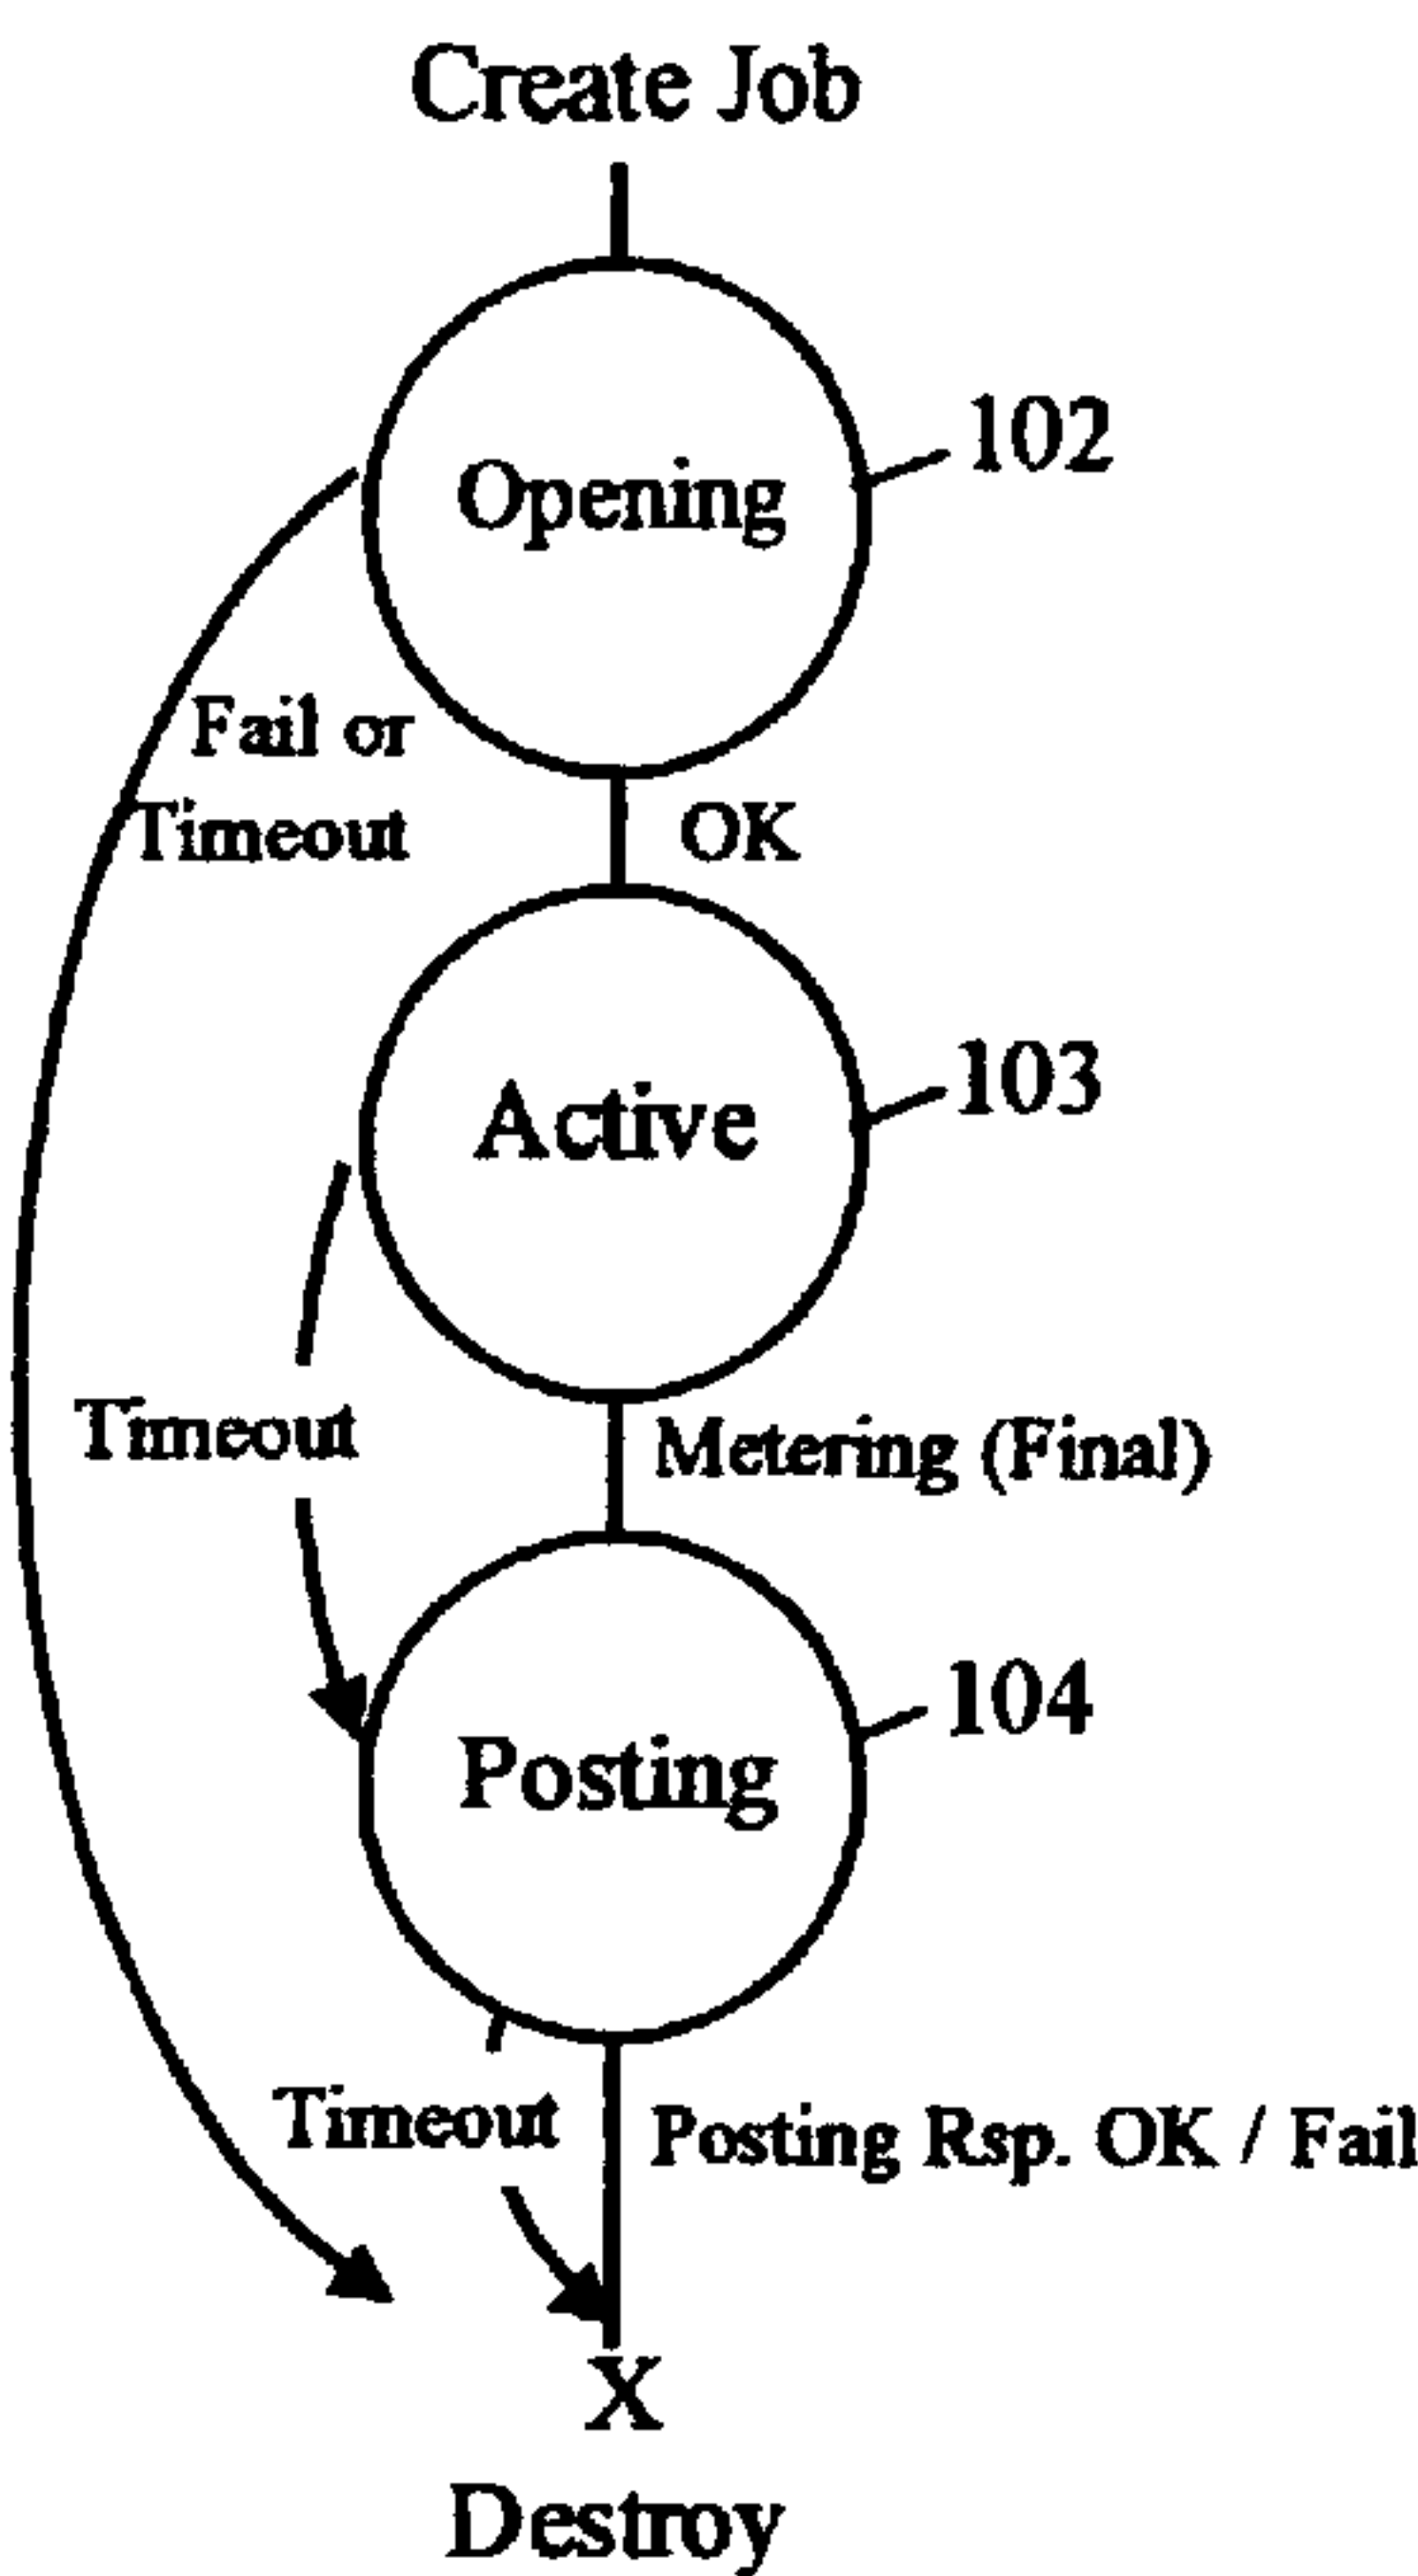 Create Job
102
Opening
Fail or
Timeout
OK
103
Active
Timeout
Metering (Final)
104
Posting
Timeout
Posting Rsp. OK / Fail
X
Destroy